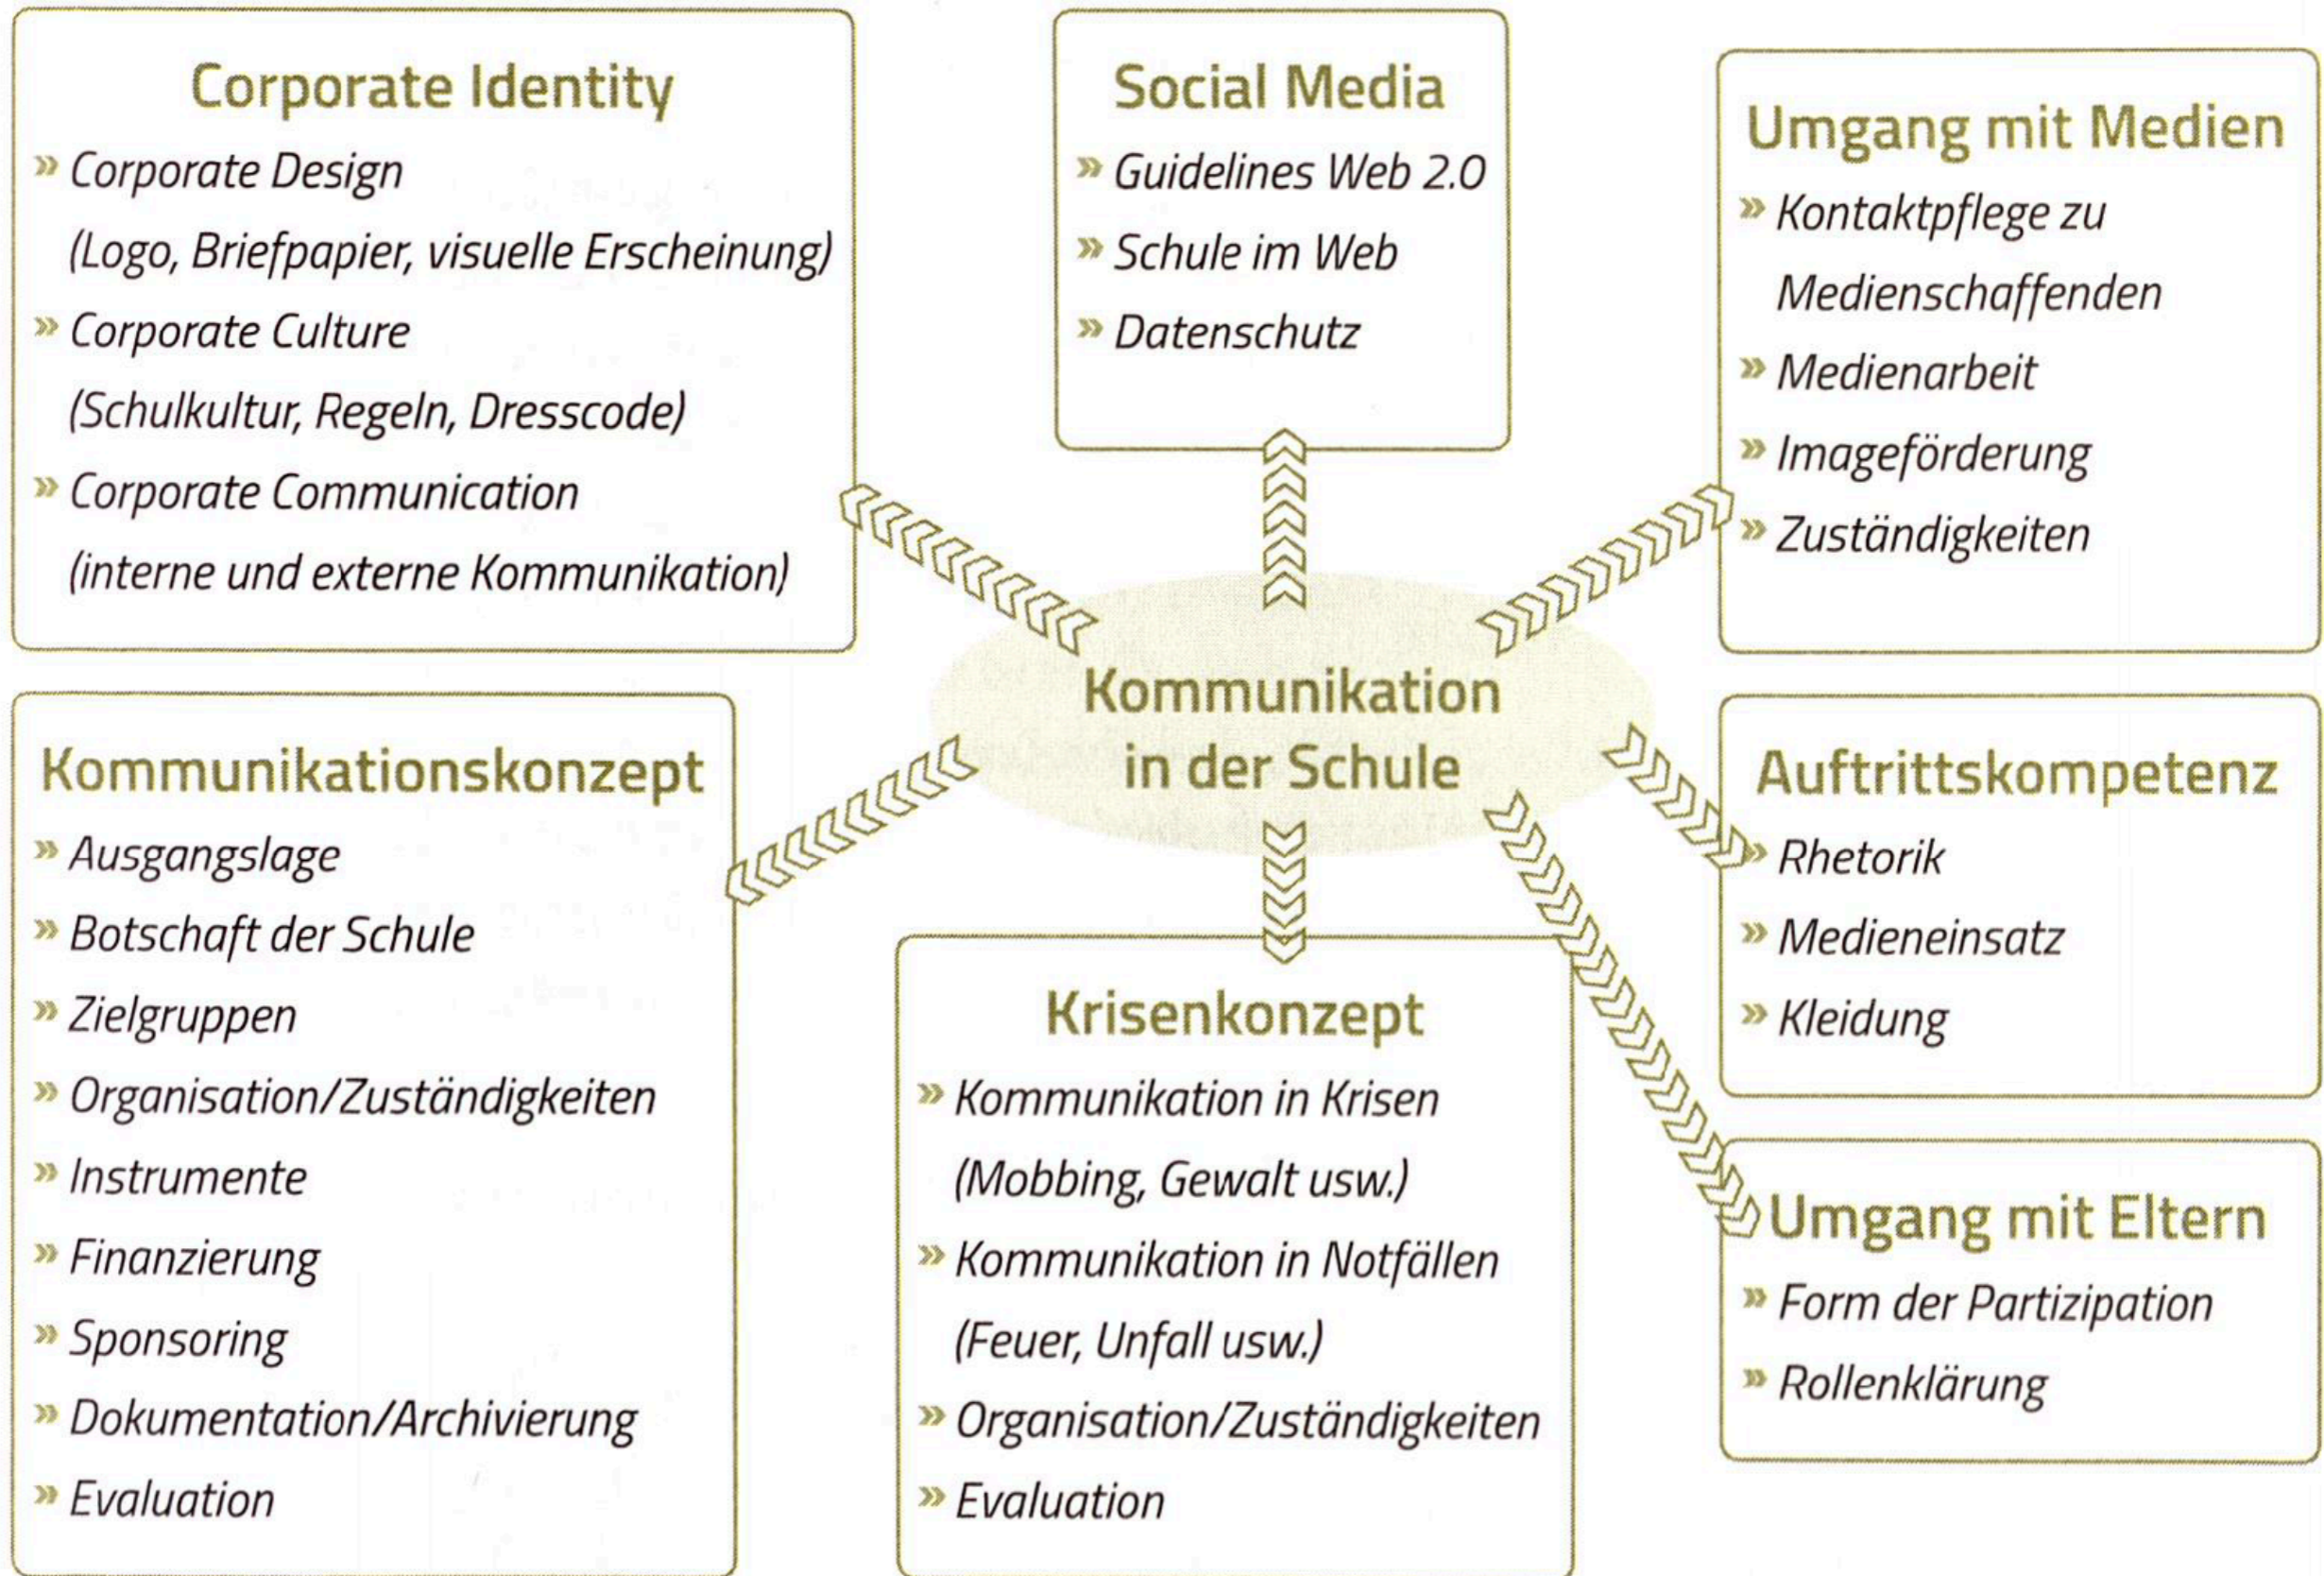 Corporate Identity
» Corporate Design
(Logo, Briefpapier, visuelle Erscheinung)
» Corporate Culture
(Schulkultur, Regeln, Dresscode)
» Corporate Communication
(interne und externe Kommunikation)
Social Media
» Guidelines Web 2.0
» Schule im Web
» Datenschutz
Umgang mit Medien
» Kontaktpflege zu
Medienschaffenden
» Medienarbeit
» Imageförderung
» Zuständigkeiten
Kommunikation
in der Schule
Kommunikationskonzept
» Ausgangslage
» Botschaft der Schule
» Zielgruppen
» Organisation/Zuständigkeiten
» Instrumente
» Finanzierung
» Sponsoring
» Dokumentation/Archivierung
» Evaluation
Krisenkonzept
» Kommunikation in Krisen
(Mobbing, Gewalt usw.)
» Kommunikation in Notfällen
(Feuer, Unfall usw.)
» Organisation/Zuständigkeiten
» Evaluation
Auftrittskompetenz
» Rhetorik
» Medieneinsatz
» Kleidung
Umgang mit Eltern
» Form der Partizipation
» Rollenklärung